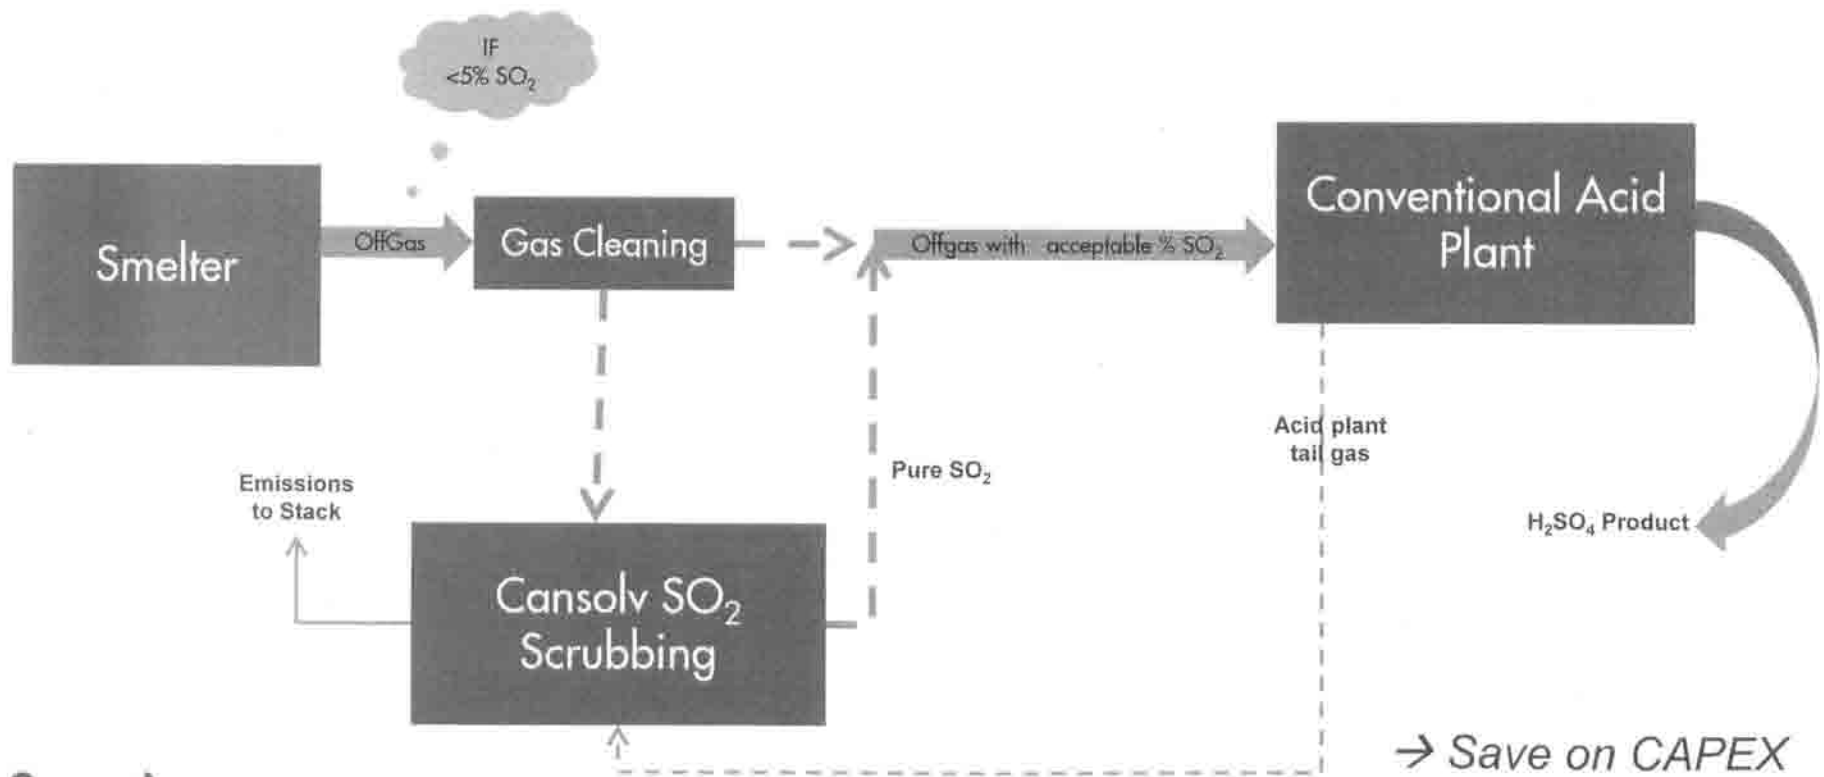 IF
<5% SO₂
Smelter
OffGas
Gas Cleaning
Offgas with acceptable % SO₂
Conventional Acid
Plant
Emissions
to Stack
Pure SO₂
Acid plant
tail gas
H₂SO₄ Product
Cansolv SO₂
Scrubbing
→ Save on CAPEX